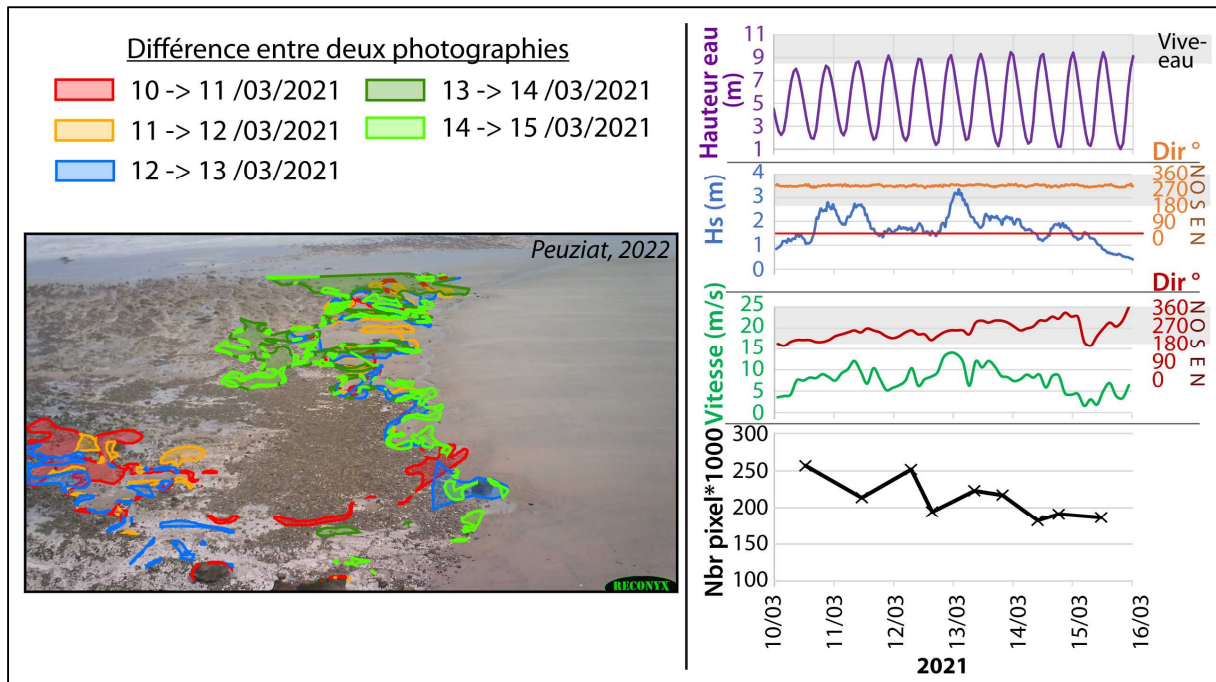 Différence entre deux photographies
10 -> 11 /03/2021
11 -> 12 /03/2021
12 -> 13 /03/2021
13 -> 14 /03/2021
14 -> 15 /03/2021
Peuziat, 2022
RECONYX
Hauteur eau
(m)
11
9
7
5
3
1
Vive-
eau
Hs (m)
4
3
2
1
0
Dir °
360 N
270 O
180 S
90 E
0 N
Vitesse (m/s)
25
20
15
10
5
0
Dir °
360 N
270 O
180 S
90 E
0 N
Nbr pixel*1000
300
250
200
150
100
10/03
11/03
12/03
13/03
14/03
15/03
16/03
2021